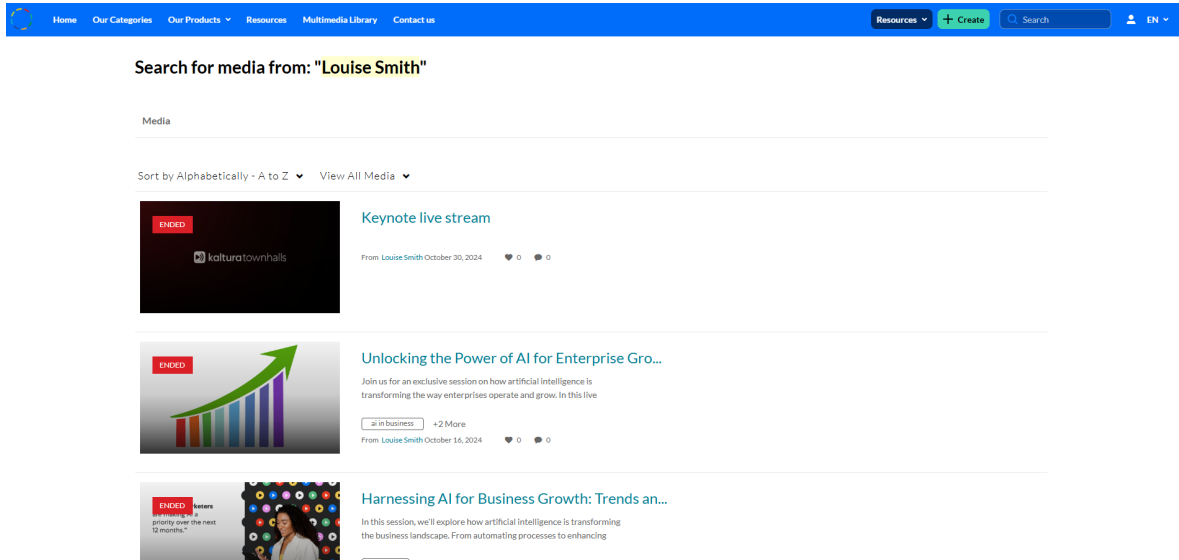 Home Our Categories Our Products Resources Multimedia Library Contact us Resources + Create Search EN
Search for media from: "Louise Smith"
Media
Sort by Alphabetically - A to Z View All Media
ENDED
kaltura townhalls
Keynote live stream
From Louise Smith October 30, 2024 0 0
ENDED
Unlocking the Power of AI for Enterprise Gro...
Join us for an exclusive session on how artificial intelligence is
transforming the way enterprises operate and grow. In this live
ai in business +2 More
From Louise Smith October 16, 2024 0 0
ENDED
priority over the next
12 months."
Harnessing AI for Business Growth: Trends an...
In this session, we'll explore how artificial intelligence is transforming
the business landscape. From automating processes to enhancing